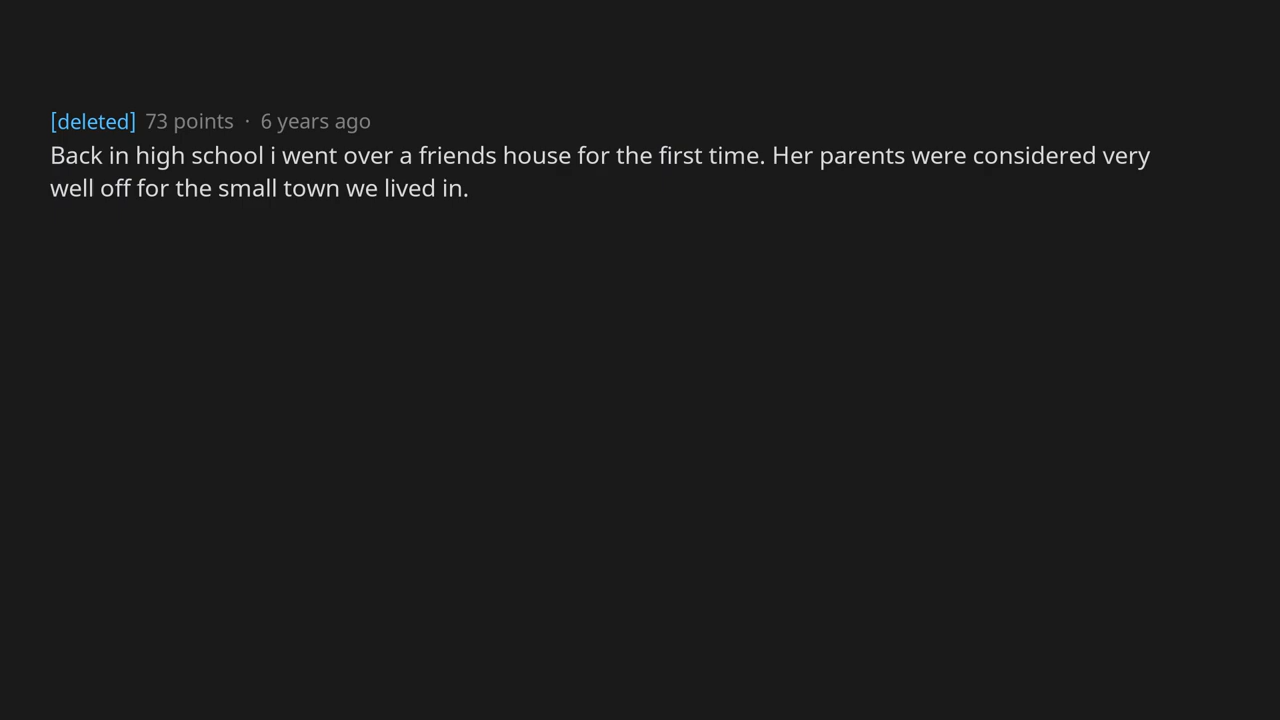 [deleted] 73 points · 6 years ago
Back in high school i went over a friends house for the first time. Her parents were considered very
well off for the small town we lived in.